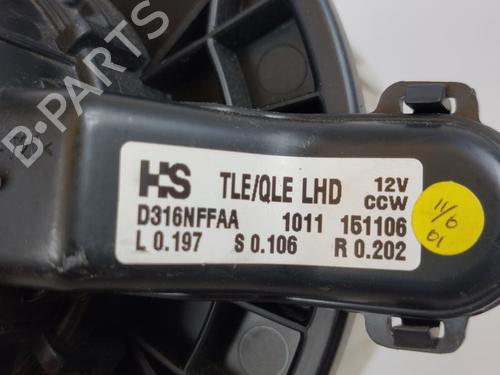 HS TLE/QLE LHD 12V CCW
D316NFFAA 1011 151106
L 0.197 S 0.106 R 0.202
11/6
01
B-PARTS